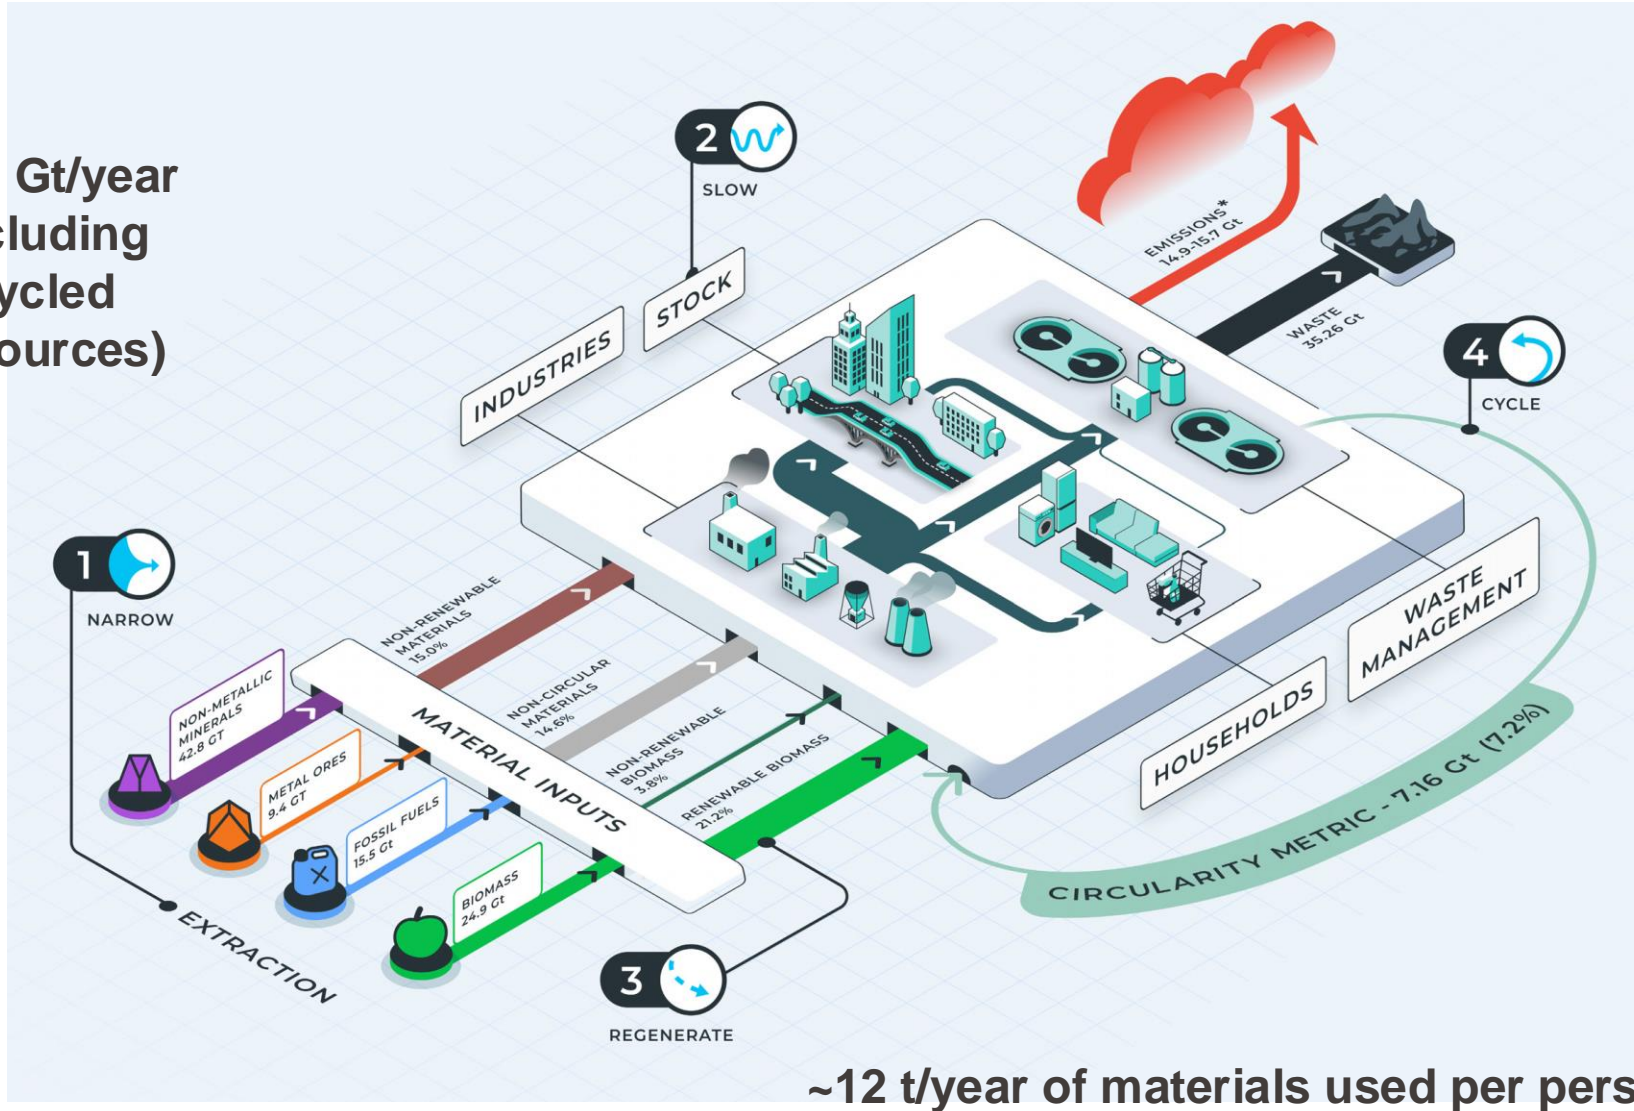 Gt/year
cluding
ycled
ources)
2
SLOW
STOCK
INDUSTRIES
EMISSIONS*
14.9-15.7 Gt
WASTE
35.26 Gt
4
CYCLE
1
NARROW
NON-RENEWABLE
MATERIALS
15.0%
NON-CIRCULAR
MATERIALS
14.6%
NON-RENEWABLE
BIOMASS
3.8%
RENEWABLE BIOMASS
21.2%
MATERIAL INPUTS
NON-METALLIC
MINERALS
42.8 GT
METAL ORES
9.4 GT
FOSSIL FUELS
15.5 Gt
BIOMASS
24.9 Gt
EXTRACTION
WASTE
MANAGEMENT
HOUSEHOLDS
CIRCULARITY METRIC - 7.16 Gt (7.2%)
3
REGENERATE
~12 t/year of materials used per pers